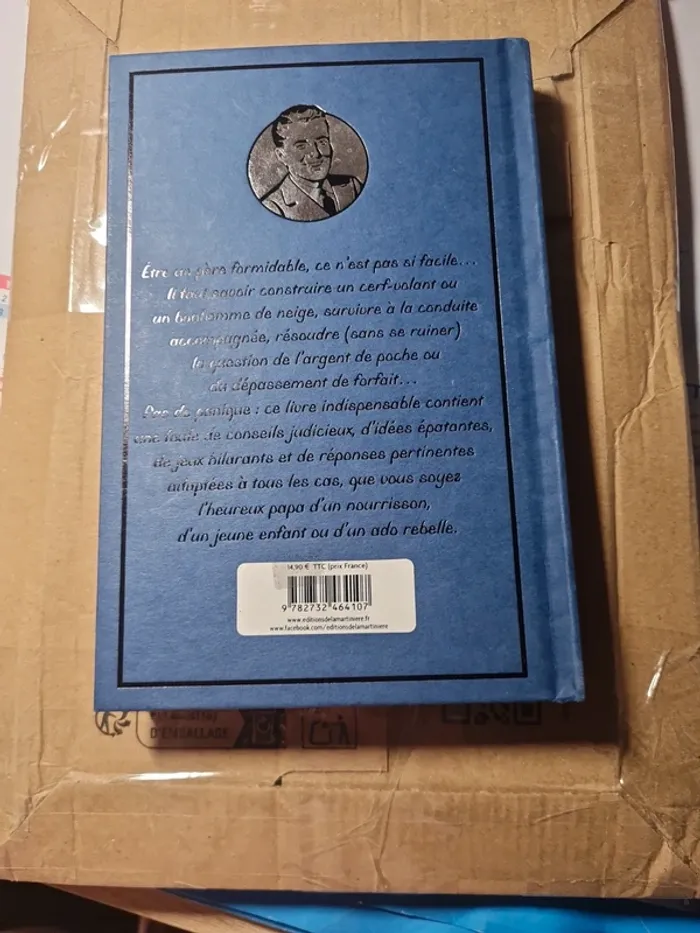 Être un père formidable, ce n'est pas si facile...
Il faut savoir construire un cerf-volant ou
un bonhomme de neige, survivre à la conduite
accompagnée, résoudre (sans se ruiner)
la question de l'argent de poche ou
du dépassement de forfait...
Pas de panique : ce livre indispensable contient
une foule de conseils judicieux, d'idées épatantes,
de jeux hilarants et de réponses pertinentes
adaptées à tous les cas, que vous soyez
l'heureux papa d'un nourrisson,
d'un jeune enfant ou d'un ado rebelle.
14,90 € TTC (prix France)
9 782732 464107
www.editionsdelamartiniere.fr
www.facebook.com/editionsdelamartiniere
D'EMBALLAGE